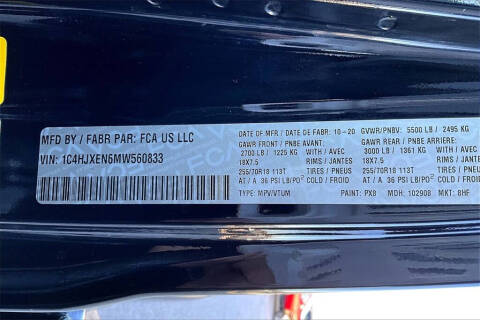 MFD BY / FABR PAR: FCA US LLC
VIN: 1C4HJXEN6MW560833
DATE OF MFR / DATE DE FABR: 10-20 GVWR/PNBV: 5500 LB / 2495 KG
GAWR FRONT / PNBE AVANT: GAWR REAR / PNBE ARRIERE:
2700 LB / 1225 KG WITH / AVEC 3000 LB / 1361 KG WITH / AVEC
18X7.5 RIMS / JANTES 18X7.5 RIMS / JANTES
255/70R18 113T TIRES / PNEUS 255/70R18 113T TIRES / PNEUS
AT / A 36 PSI LB/PO² COLD / FROID AT / A 36 PSI LB/PO² COLD / FROID
TYPE: MPV/VTUM PAINT: PX8 MDH: 102908 MKT: 8HF